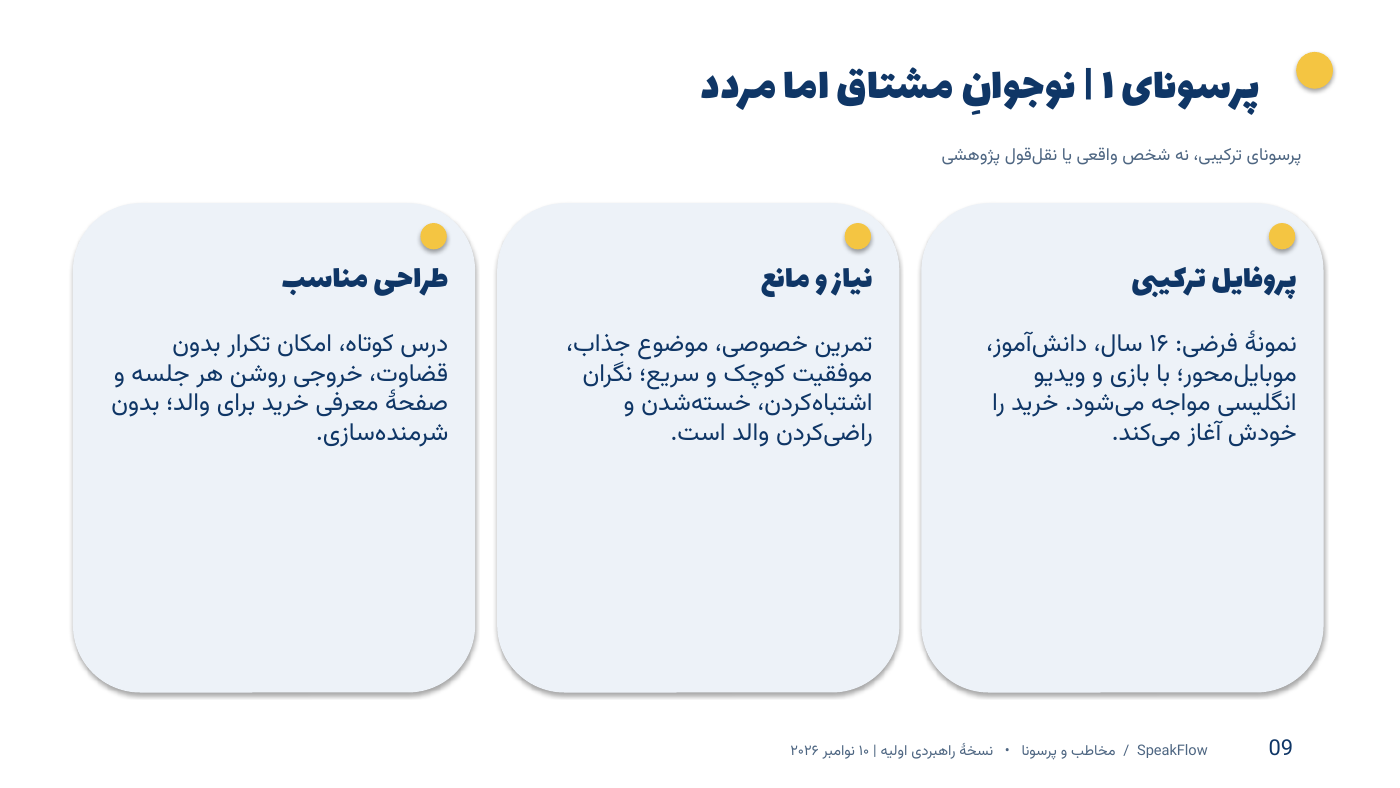 پرسونای ۱ | نوجوانِ مشتاق اما مردد
پرسونای ترکیبی، نه شخص واقعی یا نقل‌قول پژوهشی
پروفایل ترکیبی
نمونهٔ فرضی: ۱۶ سال، دانش‌آموز،
موبایل‌محور؛ با بازی و ویدیو
انگلیسی مواجه می‌شود. خرید را
خودش آغاز می‌کند.
نیاز و مانع
تمرین خصوصی، موضوع جذاب،
موفقیت کوچک و سریع؛ نگران
اشتباه‌کردن، خسته‌شدن و
راضی‌کردن والد است.
طراحی مناسب
درس کوتاه، امکان تکرار بدون
قضاوت، خروجی روشن هر جلسه و
صفحهٔ معرفی خرید برای والد؛ بدون
شرمنده‌سازی.
09
SpeakFlow / مخاطب و پرسونا • نسخهٔ راهبردی اولیه | ۱۰ نوامبر ۲۰۲۶